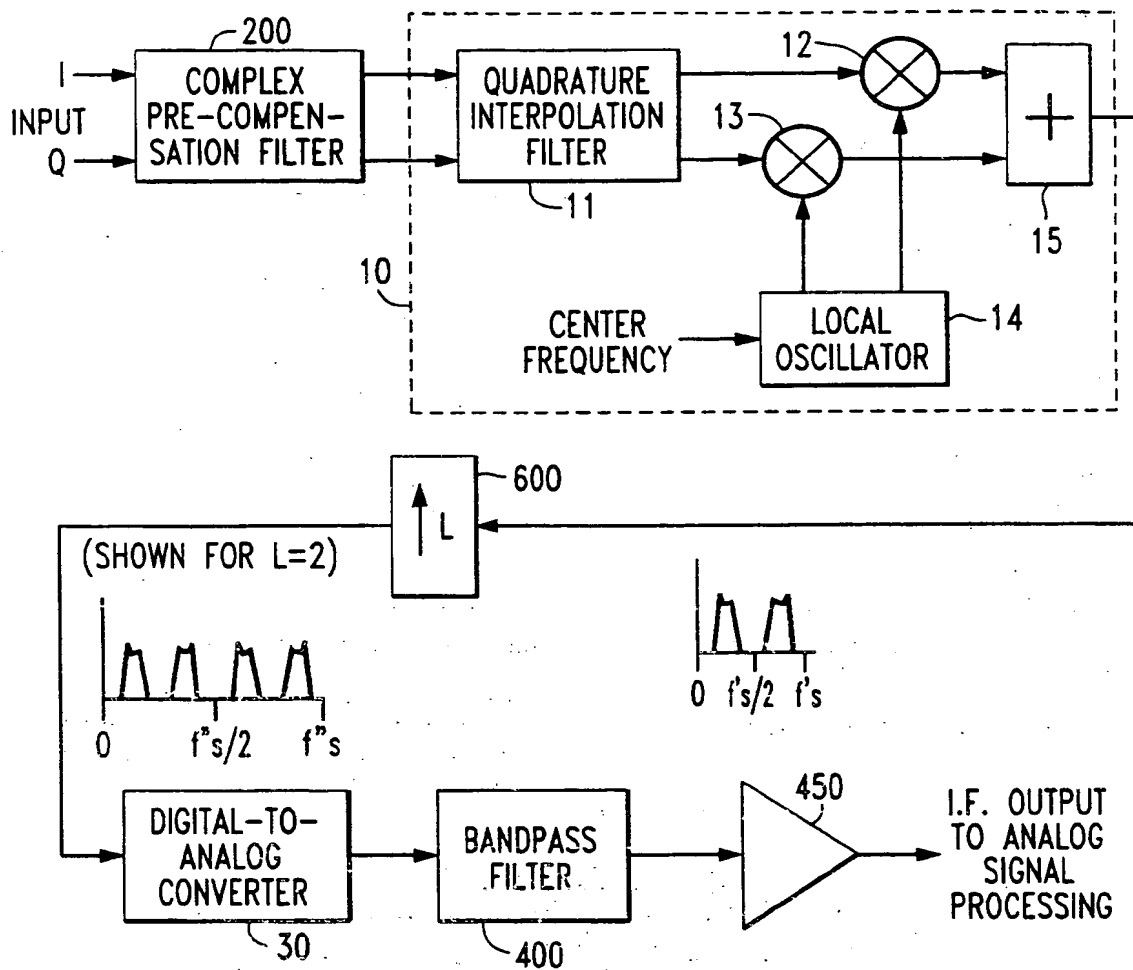 200
I
INPUT
Q
COMPLEX
PRE-COMPEN-
SATION FILTER
QUADRATURE
INTERPOLATION
FILTER
11
12
13
+
15
10
CENTER
FREQUENCY
LOCAL
OSCILLATOR
14
600
L
(SHOWN FOR L=2)
0
f"s/2
f"s
0
f's/2
f's
DIGITAL-TO-
ANALOG
CONVERTER
30
BANDPASS
FILTER
400
450
I.F. OUTPUT
TO ANALOG
SIGNAL
PROCESSING